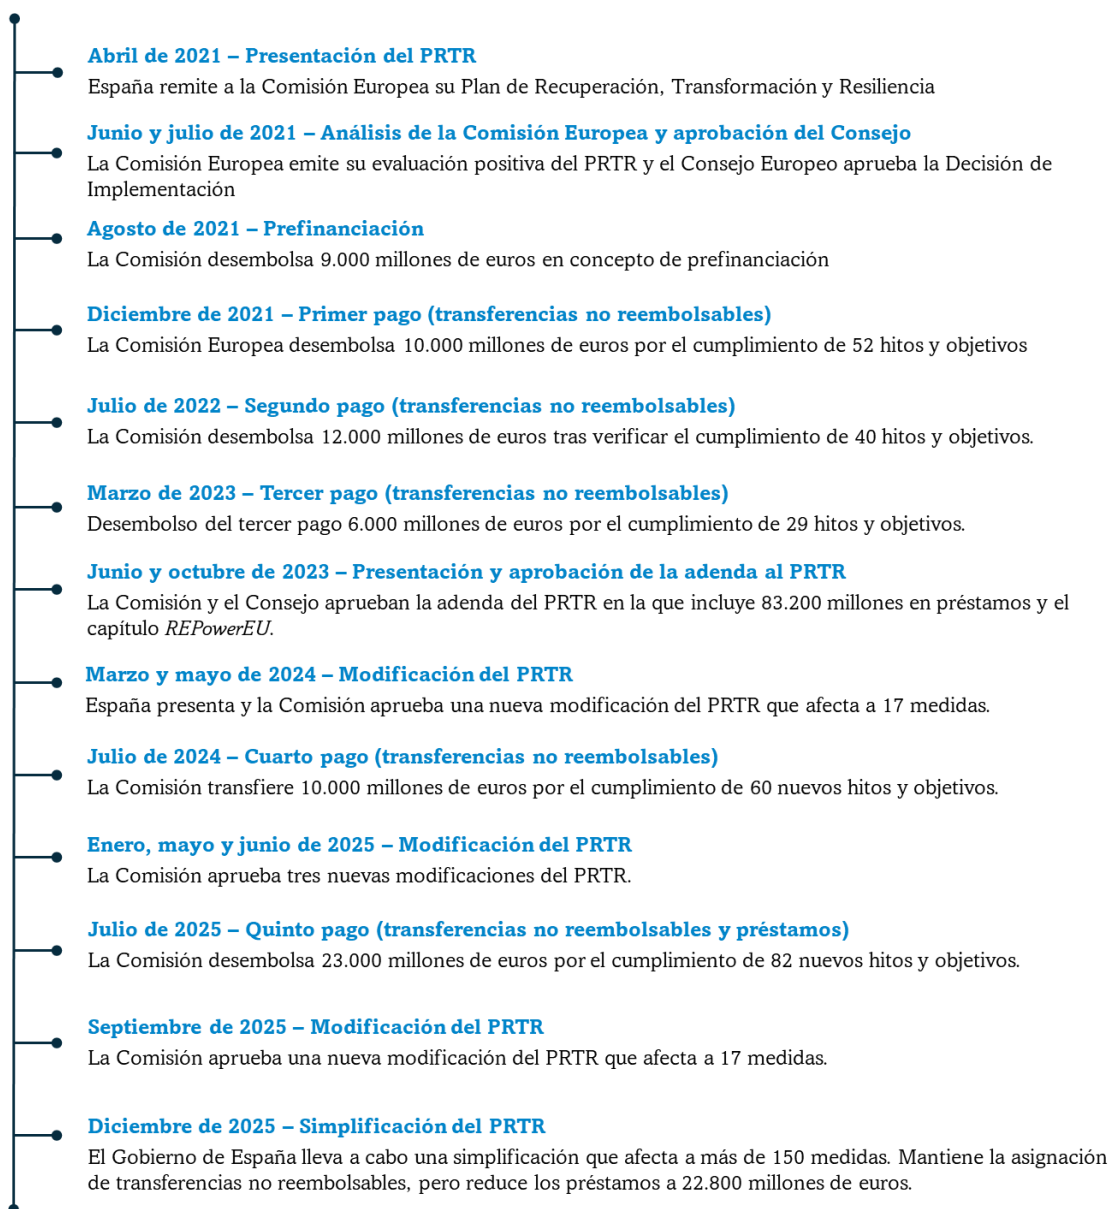 Abril de 2021 – Presentación del PRTR
España remite a la Comisión Europea su Plan de Recuperación, Transformación y Resiliencia
Junio y julio de 2021 – Análisis de la Comisión Europea y aprobación del Consejo
La Comisión Europea emite su evaluación positiva del PRTR y el Consejo Europeo aprueba la Decisión de
Implementación
Agosto de 2021 – Prefinanciación
La Comisión desembolsa 9.000 millones de euros en concepto de prefinanciación
Diciembre de 2021 – Primer pago (transferencias no reembolsables)
La Comisión Europea desembolsa 10.000 millones de euros por el cumplimiento de 52 hitos y objetivos
Julio de 2022 – Segundo pago (transferencias no reembolsables)
La Comisión desembolsa 12.000 millones de euros tras verificar el cumplimiento de 40 hitos y objetivos.
Marzo de 2023 – Tercer pago (transferencias no reembolsables)
Desembolso del tercer pago 6.000 millones de euros por el cumplimiento de 29 hitos y objetivos.
Junio y octubre de 2023 – Presentación y aprobación de la adenda al PRTR
La Comisión y el Consejo aprueban la adenda del PRTR en la que incluye 83.200 millones en préstamos y el
capítulo REPowerEU.
Marzo y mayo de 2024 – Modificación del PRTR
España presenta y la Comisión aprueba una nueva modificación del PRTR que afecta a 17 medidas.
Julio de 2024 – Cuarto pago (transferencias no reembolsables)
La Comisión transfiere 10.000 millones de euros por el cumplimiento de 60 nuevos hitos y objetivos.
Enero, mayo y junio de 2025 – Modificación del PRTR
La Comisión aprueba tres nuevas modificaciones del PRTR.
Julio de 2025 – Quinto pago (transferencias no reembolsables y préstamos)
La Comisión desembolsa 23.000 millones de euros por el cumplimiento de 82 nuevos hitos y objetivos.
Septiembre de 2025 – Modificación del PRTR
La Comisión aprueba una nueva modificación del PRTR que afecta a 17 medidas.
Diciembre de 2025 – Simplificación del PRTR
El Gobierno de España lleva a cabo una simplificación que afecta a más de 150 medidas. Mantiene la asignación
de transferencias no reembolsables, pero reduce los préstamos a 22.800 millones de euros.